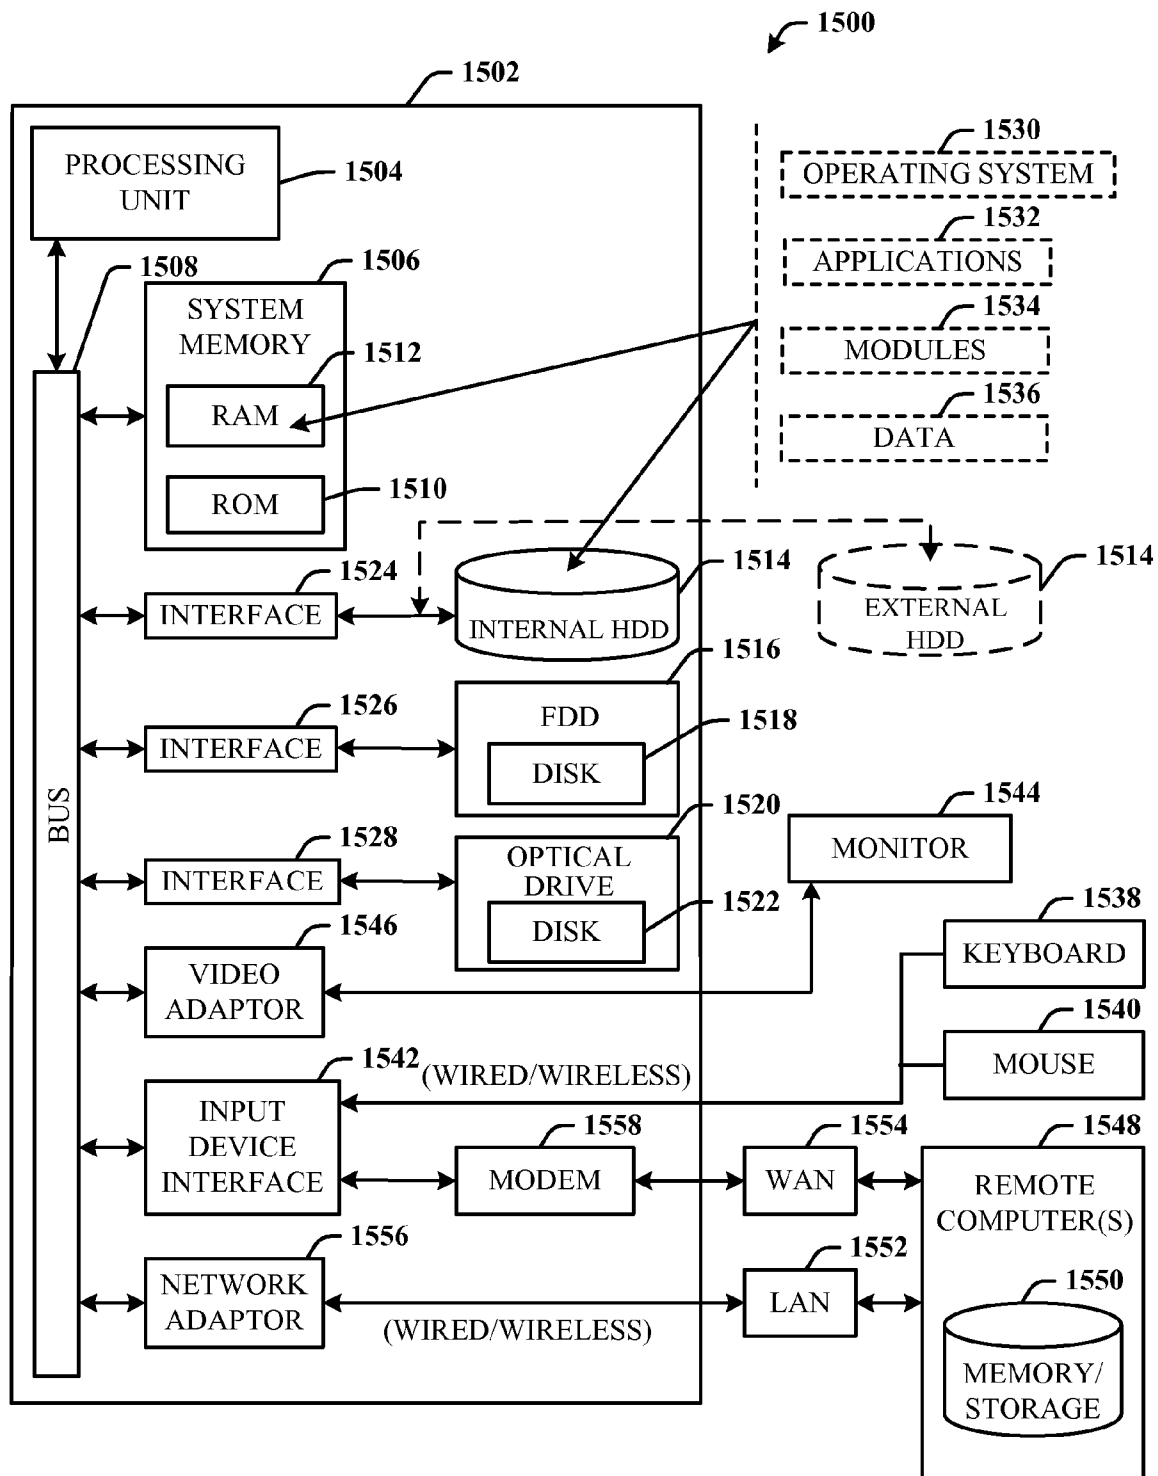 1500
1502
PROCESSING
UNIT
1504
1530
OPERATING SYSTEM
1532
APPLICATIONS
1534
MODULES
1536
DATA
1508
1506
SYSTEM
MEMORY
1512
RAM
1510
ROM
1524
INTERFACE
1514
INTERNAL HDD
1514
EXTERNAL
HDD
1516
FDD
1518
DISK
1526
INTERFACE
BUS
1520
OPTICAL
DRIVE
1522
DISK
1528
INTERFACE
1544
MONITOR
1546
VIDEO
ADAPTOR
1538
KEYBOARD
1540
MOUSE
1542
(WIRED/WIRELESS)
INPUT
DEVICE
INTERFACE
1558
MODEM
1554
WAN
1548
REMOTE
COMPUTER(S)
1556
NETWORK
ADAPTOR
(WIRED/WIRELESS)
1552
LAN
1550
MEMORY/
STORAGE